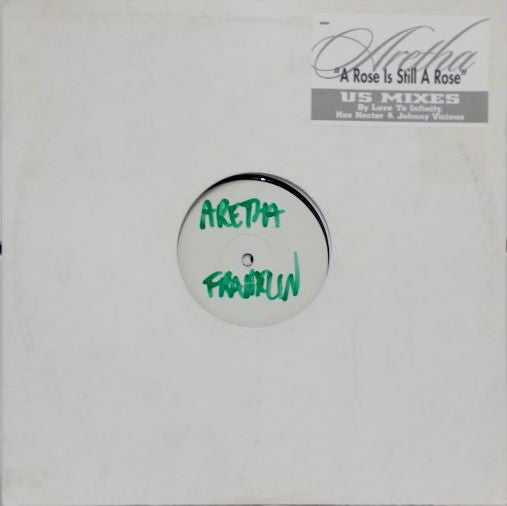 Aretha
"A Rose Is Still A Rose"
US MIXES
By Love To Infinity,
Hex Hector & Johnny Vicious
ARETHA
FRANKLIN